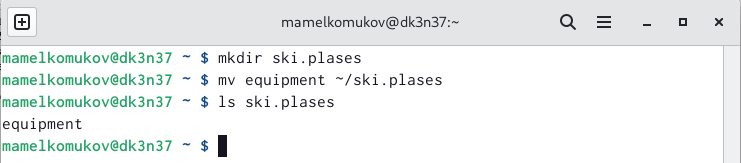 mamelkomukov@dk3n37:~
mamelkomukov@dk3n37 ~ $ mkdir ski.plases
mamelkomukov@dk3n37 ~ $ mv equipment ~/ski.plases
mamelkomukov@dk3n37 ~ $ ls ski.plases
equipment
mamelkomukov@dk3n37 ~ $